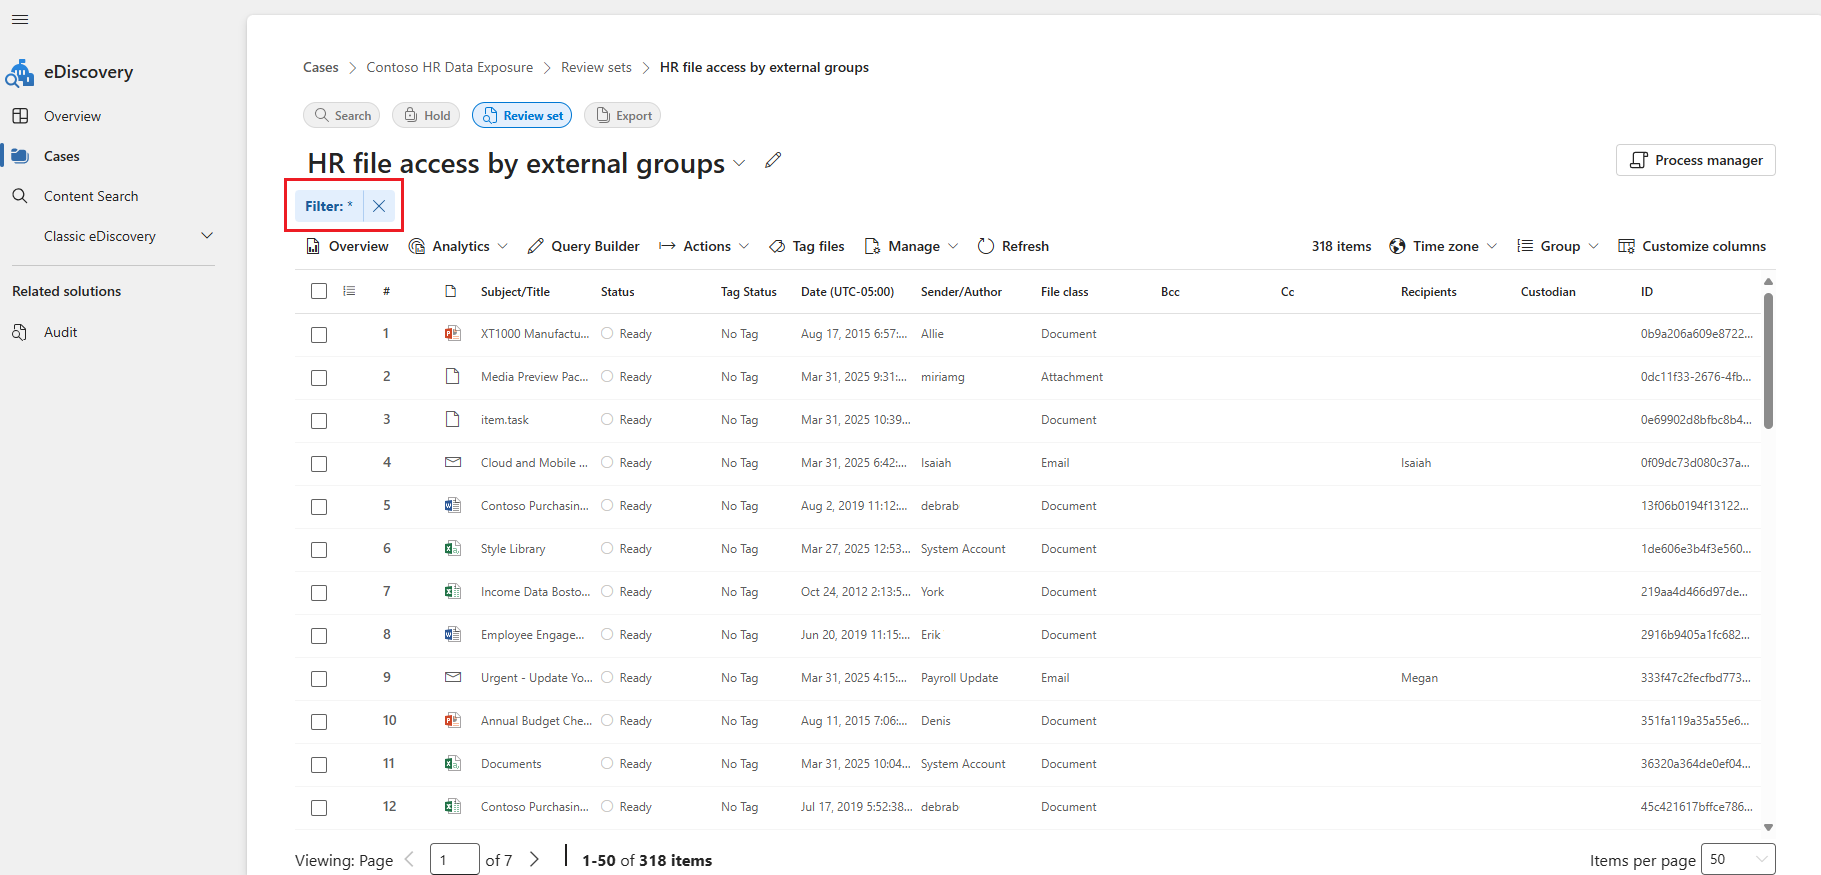 eDiscovery
Overview
Cases
Content Search
Classic eDiscovery
Related solutions
Audit
Cases > Contoso HR Data Exposure > Review sets > HR file access by external groups
Search Hold Review set Export
HR file access by external groups
Process manager
Filter: *
Overview Analytics Query Builder Actions Tag files Manage Refresh 318 items Time zone Group Customize columns
# Subject/Title Status Tag Status Date (UTC-05:00) Sender/Author File class Bcc Cc Recipients Custodian ID
1 XT1000 Manufactu... Ready No Tag Aug 17, 2015 6:57:... Allie Document 0b9a206a609e8722...
2 Media Preview Pac... Ready No Tag Mar 31, 2025 9:31:... miriamg Attachment 0dc11f33-2676-4fb...
3 item.task Ready No Tag Mar 31, 2025 10:39... Document 0e69902d8bfbc8b4...
4 Cloud and Mobile ... Ready No Tag Mar 31, 2025 6:42:... Isaiah Email Isaiah 0f09dc73d080c37a...
5 Contoso Purchasin... Ready No Tag Aug 2, 2019 11:12:... debrab Document 13f06b0194f13122...
6 Style Library Ready No Tag Mar 27, 2025 12:53... System Account Document 1de606e3b4f3e560...
7 Income Data Bosto... Ready No Tag Oct 24, 2012 2:13:5... York Document 219aa4d466d97de...
8 Employee Engage... Ready No Tag Jun 20, 2019 11:15:... Erik Document 2916b9405a1fc682...
9 Urgent - Update Yo... Ready No Tag Mar 31, 2025 4:15:... Payroll Update Email Megan 333f47c2fecfbd773...
10 Annual Budget Che... Ready No Tag Aug 11, 2015 7:06:... Denis Document 351fa119a35a55e6...
11 Documents Ready No Tag Mar 31, 2025 10:04... System Account Document 36320a364de0ef04...
12 Contoso Purchasin... Ready No Tag Jul 17, 2019 5:52:38... debrab Document 45c421617bffce786...
Viewing: Page 1 of 7 1-50 of 318 items Items per page 50